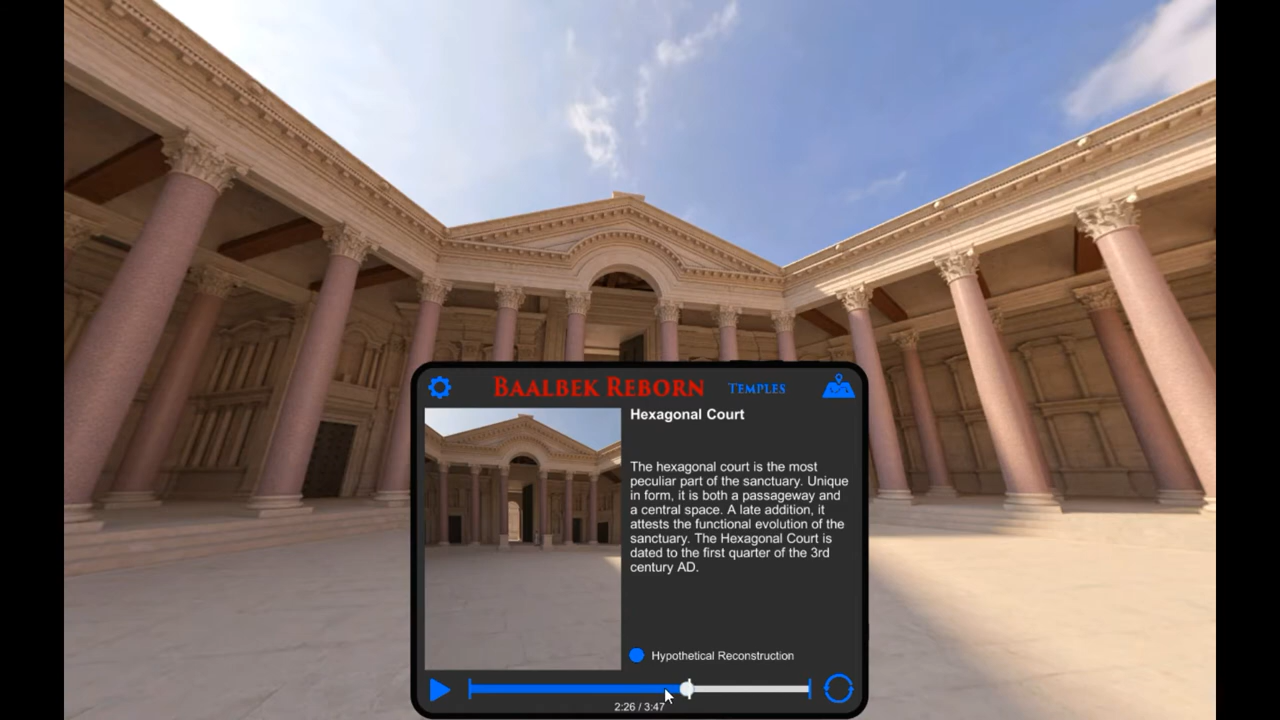 BAALBEK REBORN TEMPLES
Hexagonal Court
The hexagonal court is the most
peculiar part of the sanctuary. Unique
in form, it is both a passageway and
a central space. A late addition, it
attests the functional evolution of the
sanctuary. The Hexagonal Court is
dated to the first quarter of the 3rd
century AD.
Hypothetical Reconstruction
2:26 / 3:47